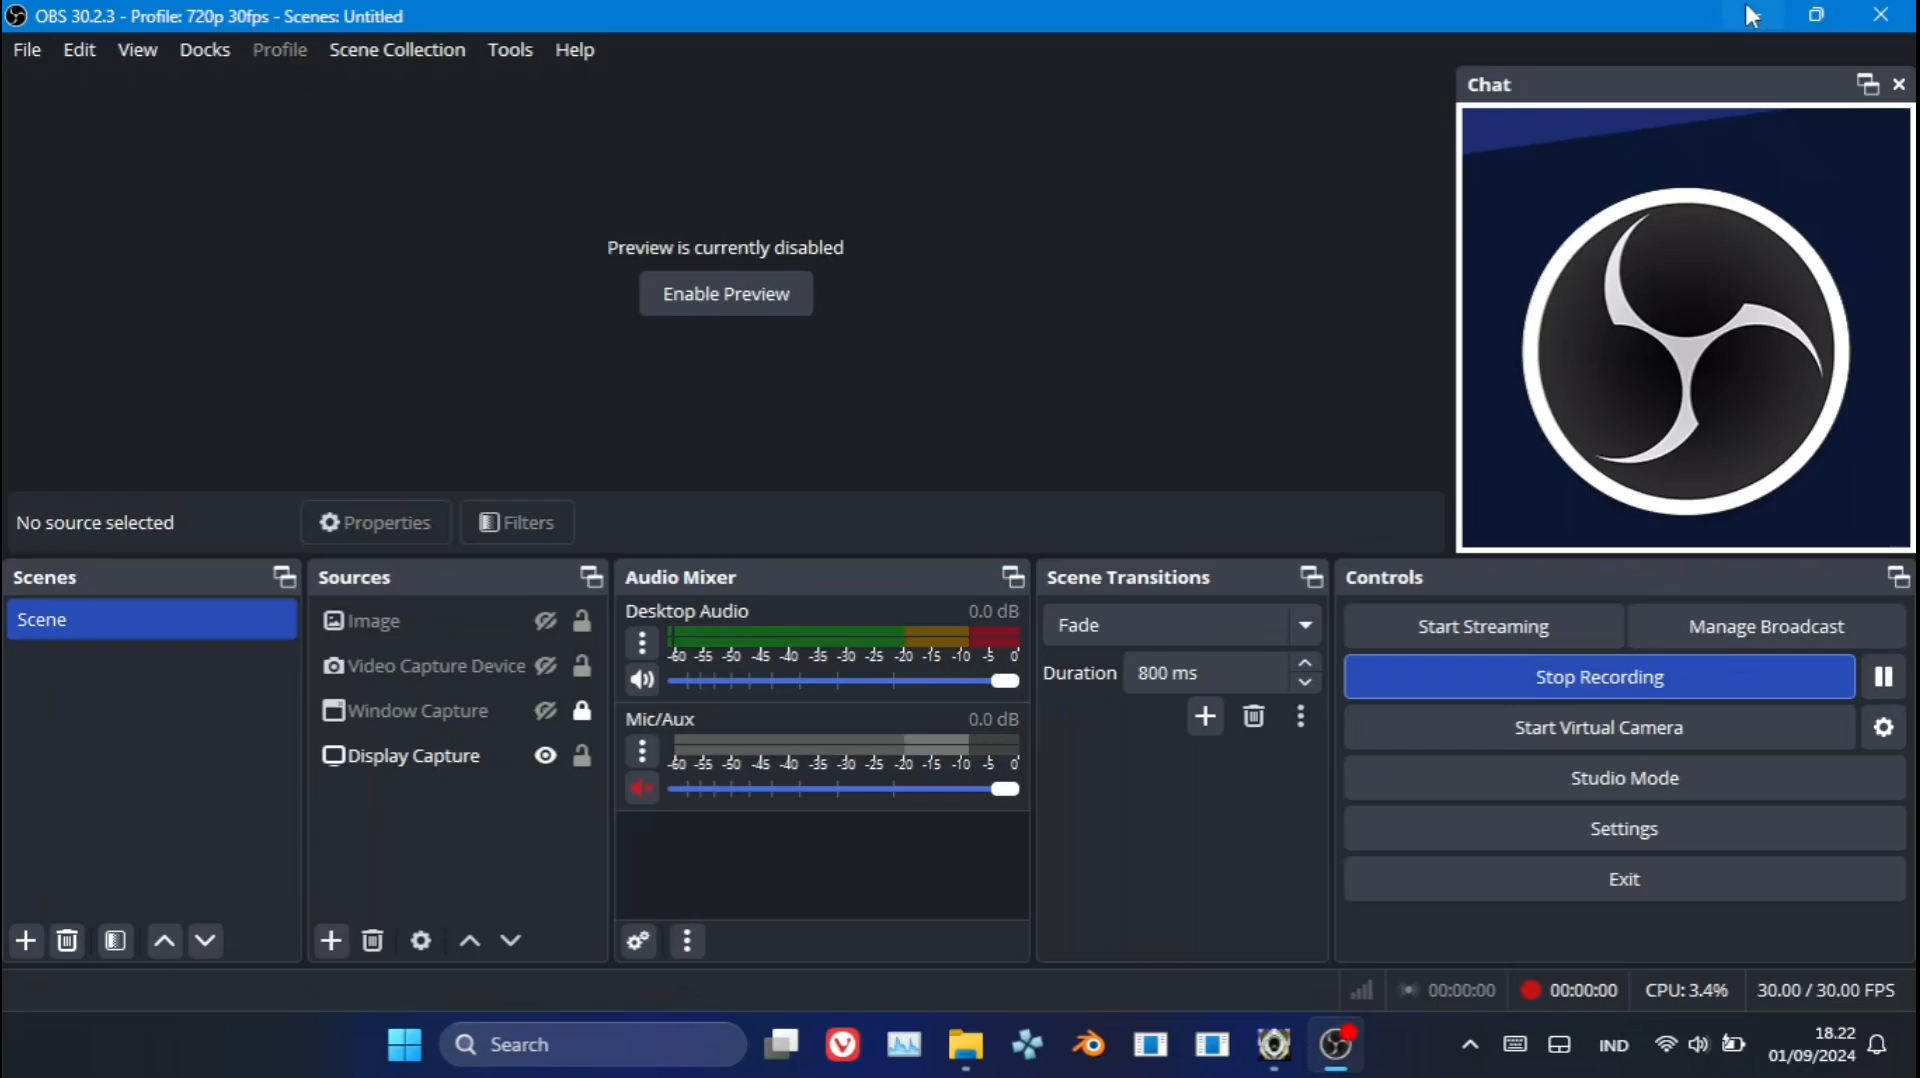 OBS 30.2.3 - Profile: 720p 30fps - Scenes: Untitled
File Edit View Docks Profile Scene Collection Tools Help
Chat
Preview is currently disabled
Enable Preview
No source selected Properties Filters
Scenes
Scene
Sources
Image
Video Capture Device
Window Capture
Display Capture
Audio Mixer
Desktop Audio 0.0 dB
-60 -55 -50 -45 -40 -35 -30 -25 -20 -15 -10 -5 0
Mic/Aux 0.0 dB
-60 -55 -50 -45 -40 -35 -30 -25 -20 -15 -10 -5 0
Scene Transitions
Fade
Duration 800 ms
Controls
Start Streaming Manage Broadcast
Stop Recording
Start Virtual Camera
Studio Mode
Settings
Exit
00:00:00 00:00:00 CPU: 3.4% 30.00 / 30.00 FPS
Search IND 18.22
01/09/2024